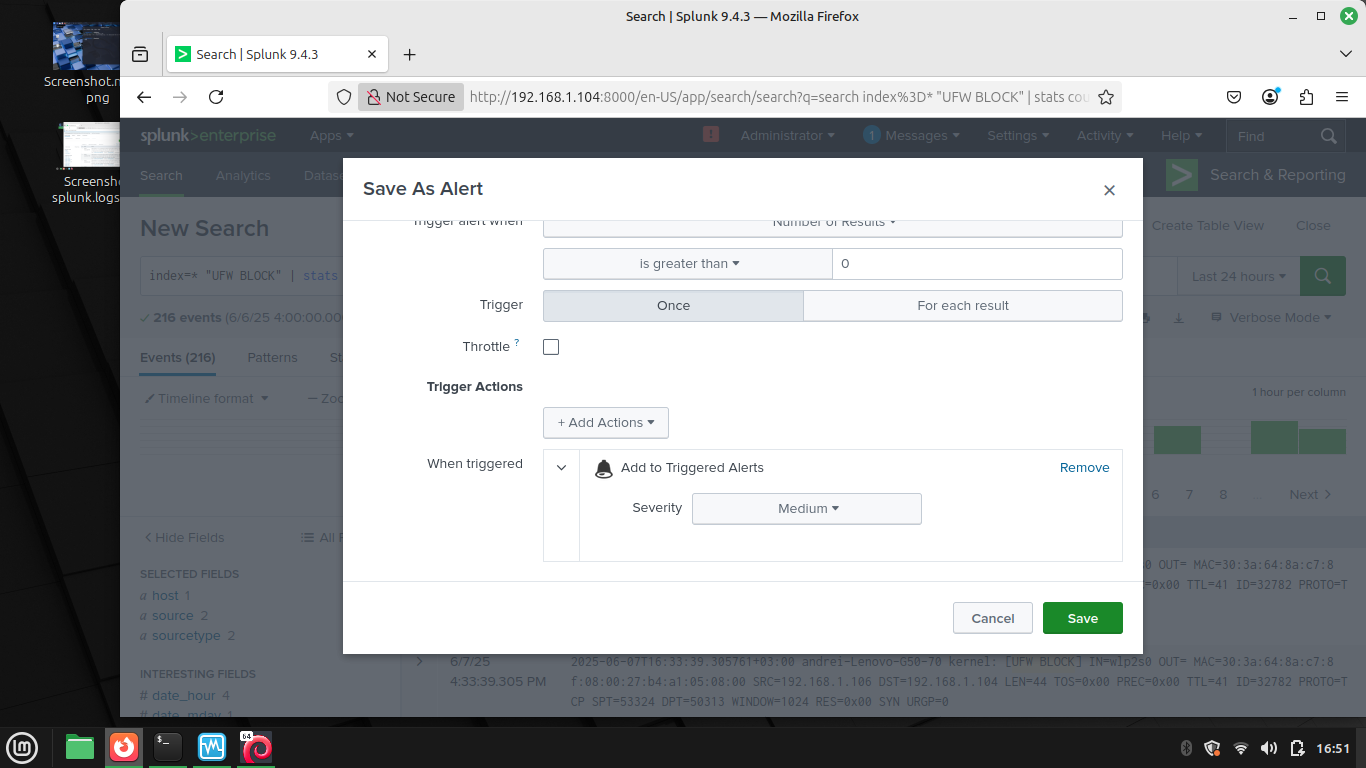 Search | Splunk 9.4.3 — Mozilla Firefox
Screenshot.n
png
Screensho
splunk.logs
Search | Splunk 9.4.3
Not Secure
http://192.168.1.104:8000/en-US/app/search/search?q=search index%3D* "UFW BLOCK" | stats cou
splunk>enterprise
Apps
!
Administrator
1
Messages
Settings
Activity
Help
Find
Search
Analytics
Datase
Search & Reporting
New Search
Create Table View
Close
index=* "UFW BLOCK" | stats
Last 24 hours
216 events (6/6/25 4:00:00.00
Verbose Mode
Events (216)
Patterns
St
Timeline format
— Zoo
1 hour per column
6
7
8
...
Next
Hide Fields
All F
SELECTED FIELDS
a host 1
a source 2
a sourcetype 2
INTERESTING FIELDS
# date_hour 4
# date_mday 1
0 OUT= MAC=30:3a:64:8a:c7:8
T=0x00 TTL=41 ID=32782 PROTO=T
6/7/25
4:33:39.305 PM
2025-06-07T16:33:39.305761+03:00 andrei-Lenovo-G50-70 kernel: [UFW BLOCK] IN=wlp2s0 OUT= MAC=30:3a:64:8a:c7:8
f:08:00:27:b4:a1:05:08:00 SRC=192.168.1.106 DST=192.168.1.104 LEN=44 TOS=0x00 PREC=0x00 TTL=41 ID=32782 PROTO=T
CP SPT=53324 DPT=50313 WINDOW=1024 RES=0x00 SYN URGP=0
Save As Alert
Trigger alert when
Number of Results
is greater than
0
Trigger
Once
For each result
Throttle ?
Trigger Actions
+ Add Actions
When triggered
Add to Triggered Alerts
Remove
Severity
Medium
Cancel
Save
$_
64
16:51